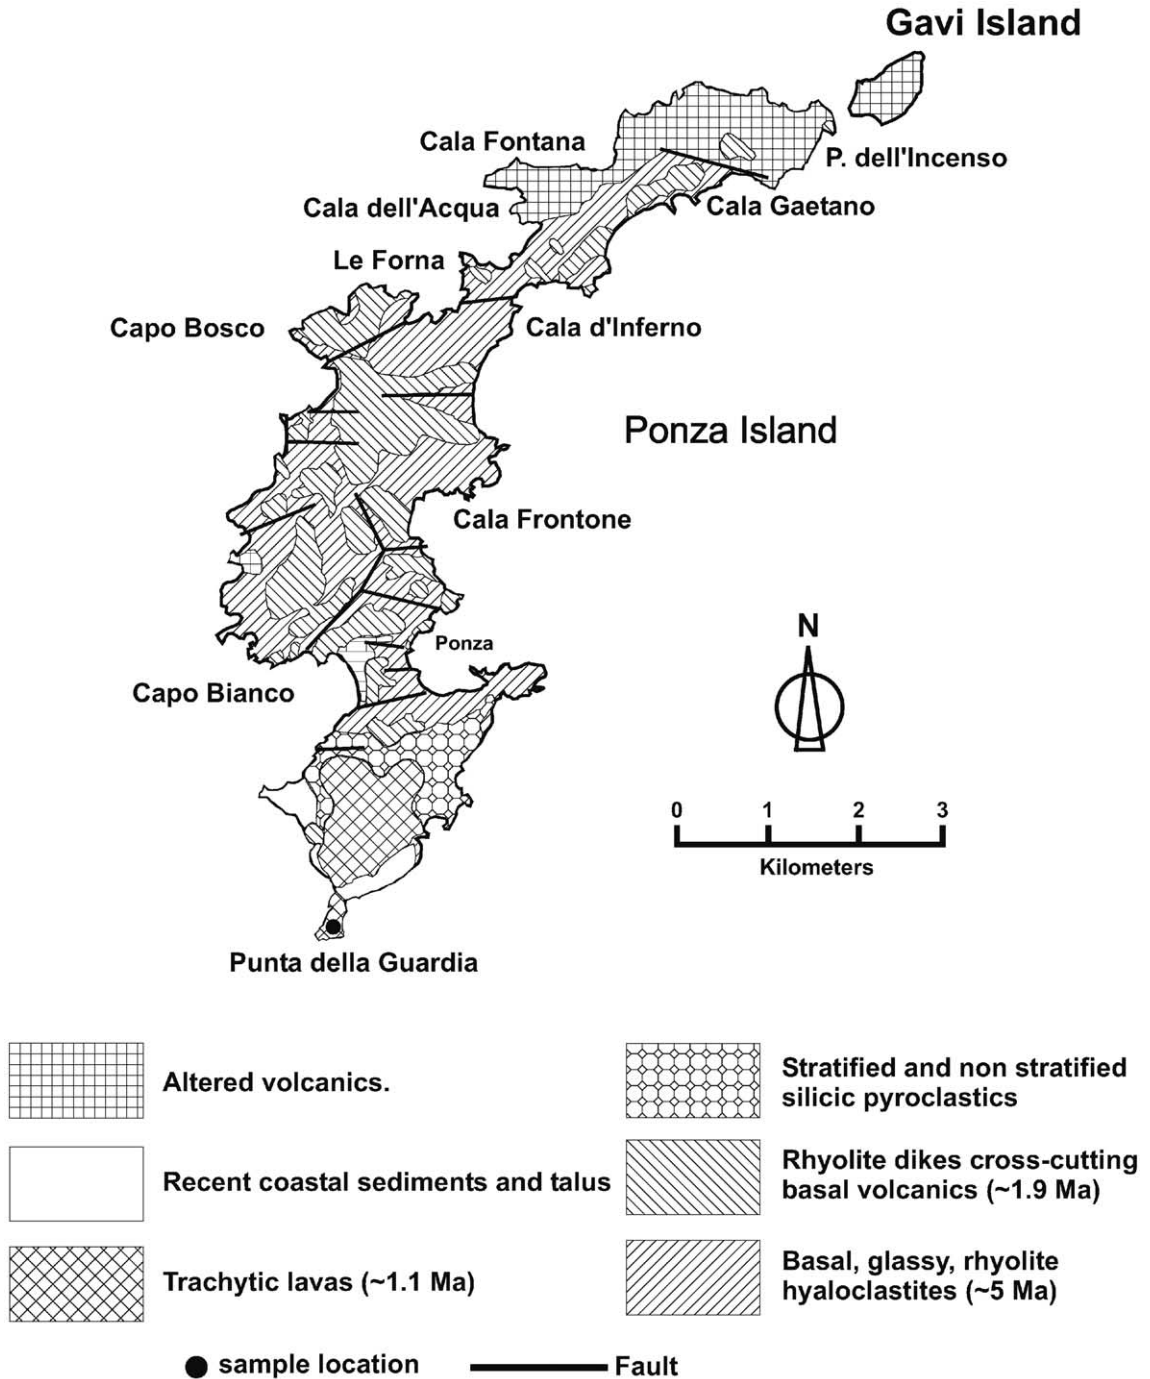 Gavi Island
Cala Fontana
P. dell'Incenso
Cala dell'Acqua
Cala Gaetano
Le Forna
Capo Bosco
Cala d'Inferno
Ponza Island
Cala Frontone
N
Ponza
Capo Bianco
0 1 2 3
Kilometers
Punta della Guardia
Altered volcanics.
Recent coastal sediments and talus
Trachytic lavas (~1.1 Ma)
Stratified and non stratified
silicic pyroclastics
Rhyolite dikes cross-cutting
basal volcanics (~1.9 Ma)
Basal, glassy, rhyolite
hyaloclastites (~5 Ma)
sample location
Fault